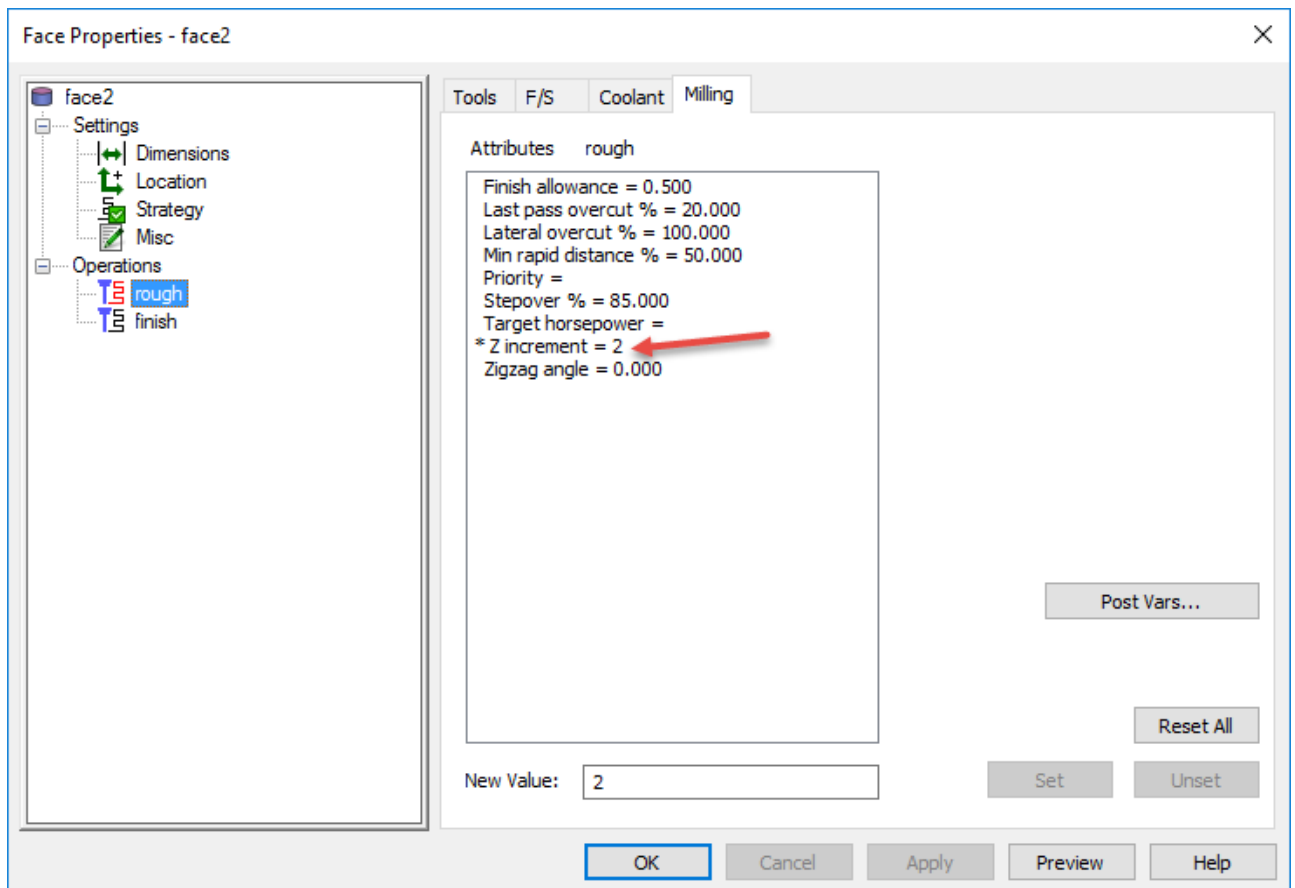 Face Properties - face2
face2
Settings
Dimensions
Location
Strategy
Misc
Operations
rough
finish
Tools F/S Coolant Milling
Attributes rough
Finish allowance = 0.500
Last pass overcut % = 20.000
Lateral overcut % = 100.000
Min rapid distance % = 50.000
Priority =
Stepover % = 85.000
Target horsepower =
* Z increment = 2
Zigzag angle = 0.000
Post Vars...
Reset All
New Value: 2 Set Unset
OK Cancel Apply Preview Help